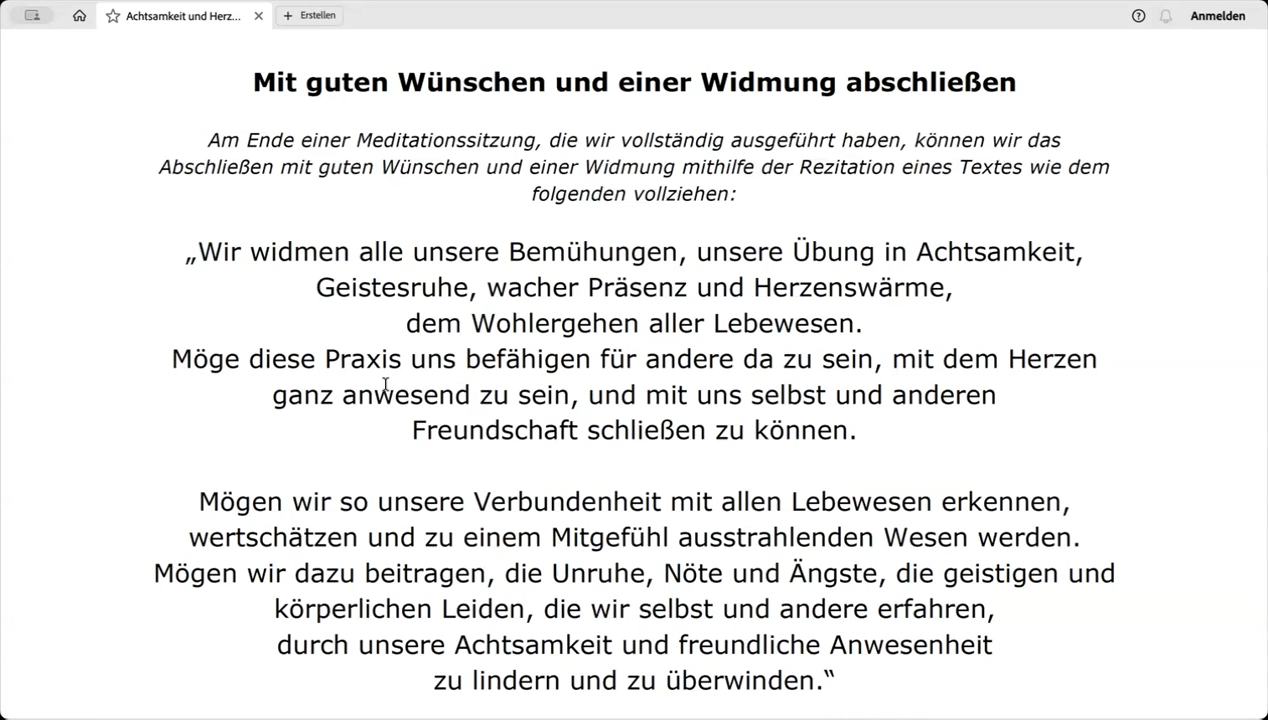 Achtsamkeit und Herz...
Erstellen
Anmelden
Mit guten Wünschen und einer Widmung abschließen
Am Ende einer Meditationssitzung, die wir vollständig ausgeführt haben, können wir das
Abschließen mit guten Wünschen und einer Widmung mithilfe der Rezitation eines Textes wie dem
folgenden vollziehen:
„Wir widmen alle unsere Bemühungen, unsere Übung in Achtsamkeit,
Geistesruhe, wacher Präsenz und Herzenswärme,
dem Wohlergehen aller Lebewesen.
Möge diese Praxis uns befähigen für andere da zu sein, mit dem Herzen
ganz anwesend zu sein, und mit uns selbst und anderen
Freundschaft schließen zu können.
Mögen wir so unsere Verbundenheit mit allen Lebewesen erkennen,
wertschätzen und zu einem Mitgefühl ausstrahlenden Wesen werden.
Mögen wir dazu beitragen, die Unruhe, Nöte und Ängste, die geistigen und
körperlichen Leiden, die wir selbst und andere erfahren,
durch unsere Achtsamkeit und freundliche Anwesenheit
zu lindern und zu überwinden.“